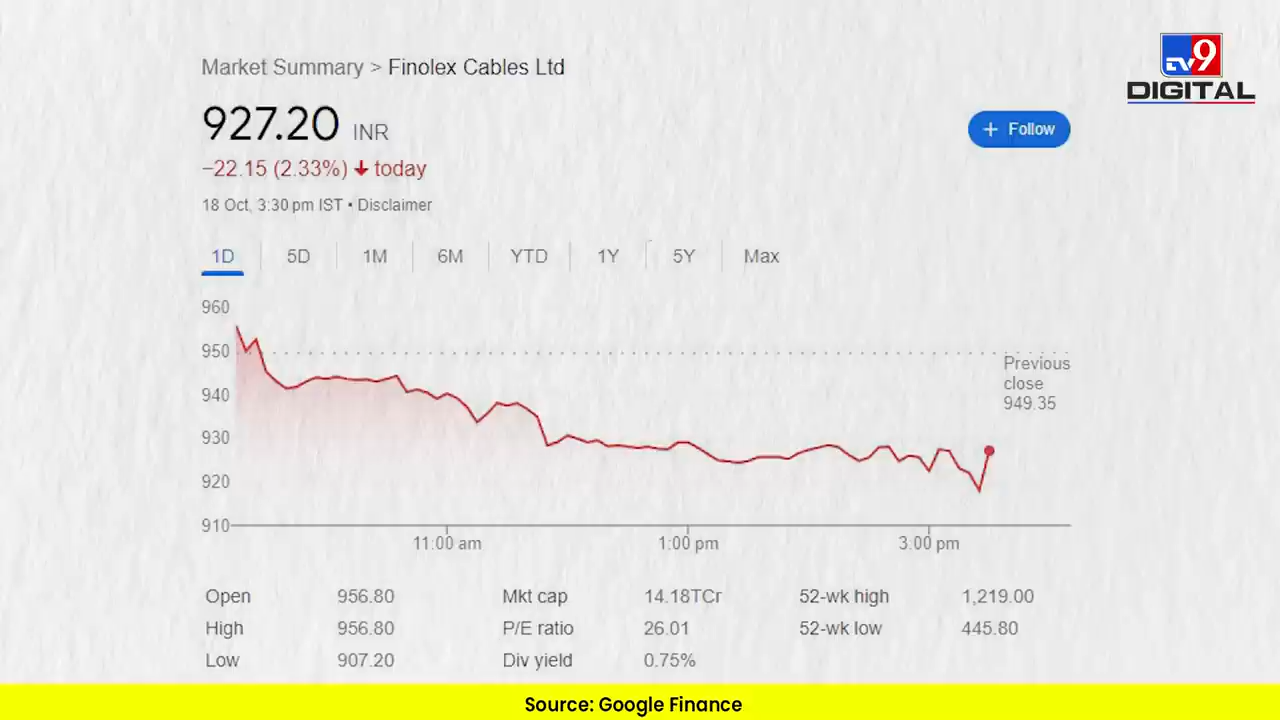 tv9
DIGITAL
Market Summary > Finolex Cables Ltd
927.20 INR
+ Follow
−22.15 (2.33%) ↓ today
18 Oct, 3:30 pm IST • Disclaimer
1D 5D 1M 6M YTD 1Y 5Y Max
960
950
940
930
920
910
Previous
close
949.35
11:00 am 1:00 pm 3:00 pm
Open 956.80 Mkt cap 14.18TCr 52-wk high 1,219.00
High 956.80 P/E ratio 26.01 52-wk low 445.80
Low 907.20 Div yield 0.75%
Source: Google Finance